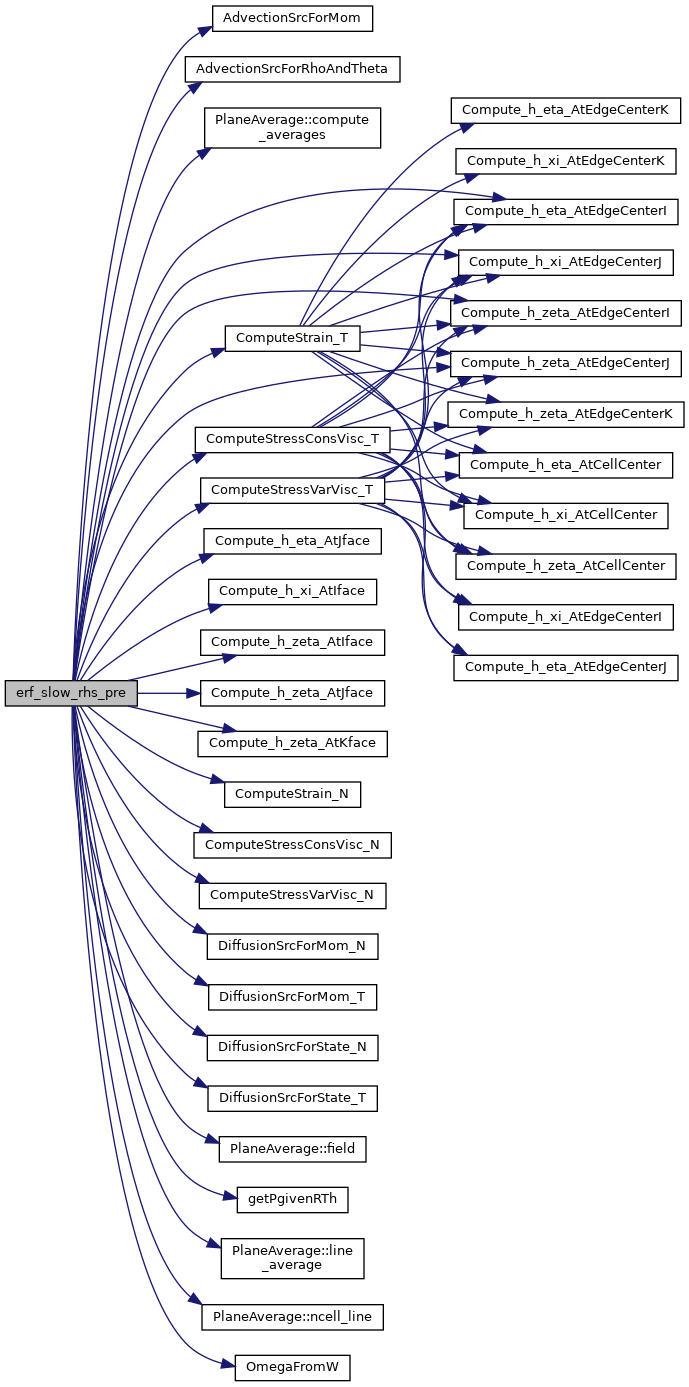 AdvectionSrcForMom
AdvectionSrcForRhoAndTheta
PlaneAverage::compute
_averages
Compute_h_eta_AtEdgeCenterK
Compute_h_xi_AtEdgeCenterK
Compute_h_eta_AtEdgeCenterI
Compute_h_xi_AtEdgeCenterJ
Compute_h_zeta_AtEdgeCenterI
ComputeStrain_T
Compute_h_zeta_AtEdgeCenterJ
Compute_h_zeta_AtEdgeCenterK
ComputeStressConsVisc_T
Compute_h_eta_AtCellCenter
ComputeStressVarVisc_T
Compute_h_xi_AtCellCenter
Compute_h_eta_AtJface
Compute_h_zeta_AtCellCenter
Compute_h_xi_AtIface
Compute_h_xi_AtEdgeCenterI
Compute_h_zeta_AtIface
Compute_h_eta_AtEdgeCenterJ
erf_slow_rhs_pre
Compute_h_zeta_AtJface
Compute_h_zeta_AtKface
ComputeStrain_N
ComputeStressConsVisc_N
ComputeStressVarVisc_N
DiffusionSrcForMom_N
DiffusionSrcForMom_T
DiffusionSrcForState_N
DiffusionSrcForState_T
PlaneAverage::field
getPgivenRTh
PlaneAverage::line
_average
PlaneAverage::ncell_line
OmegaFromW